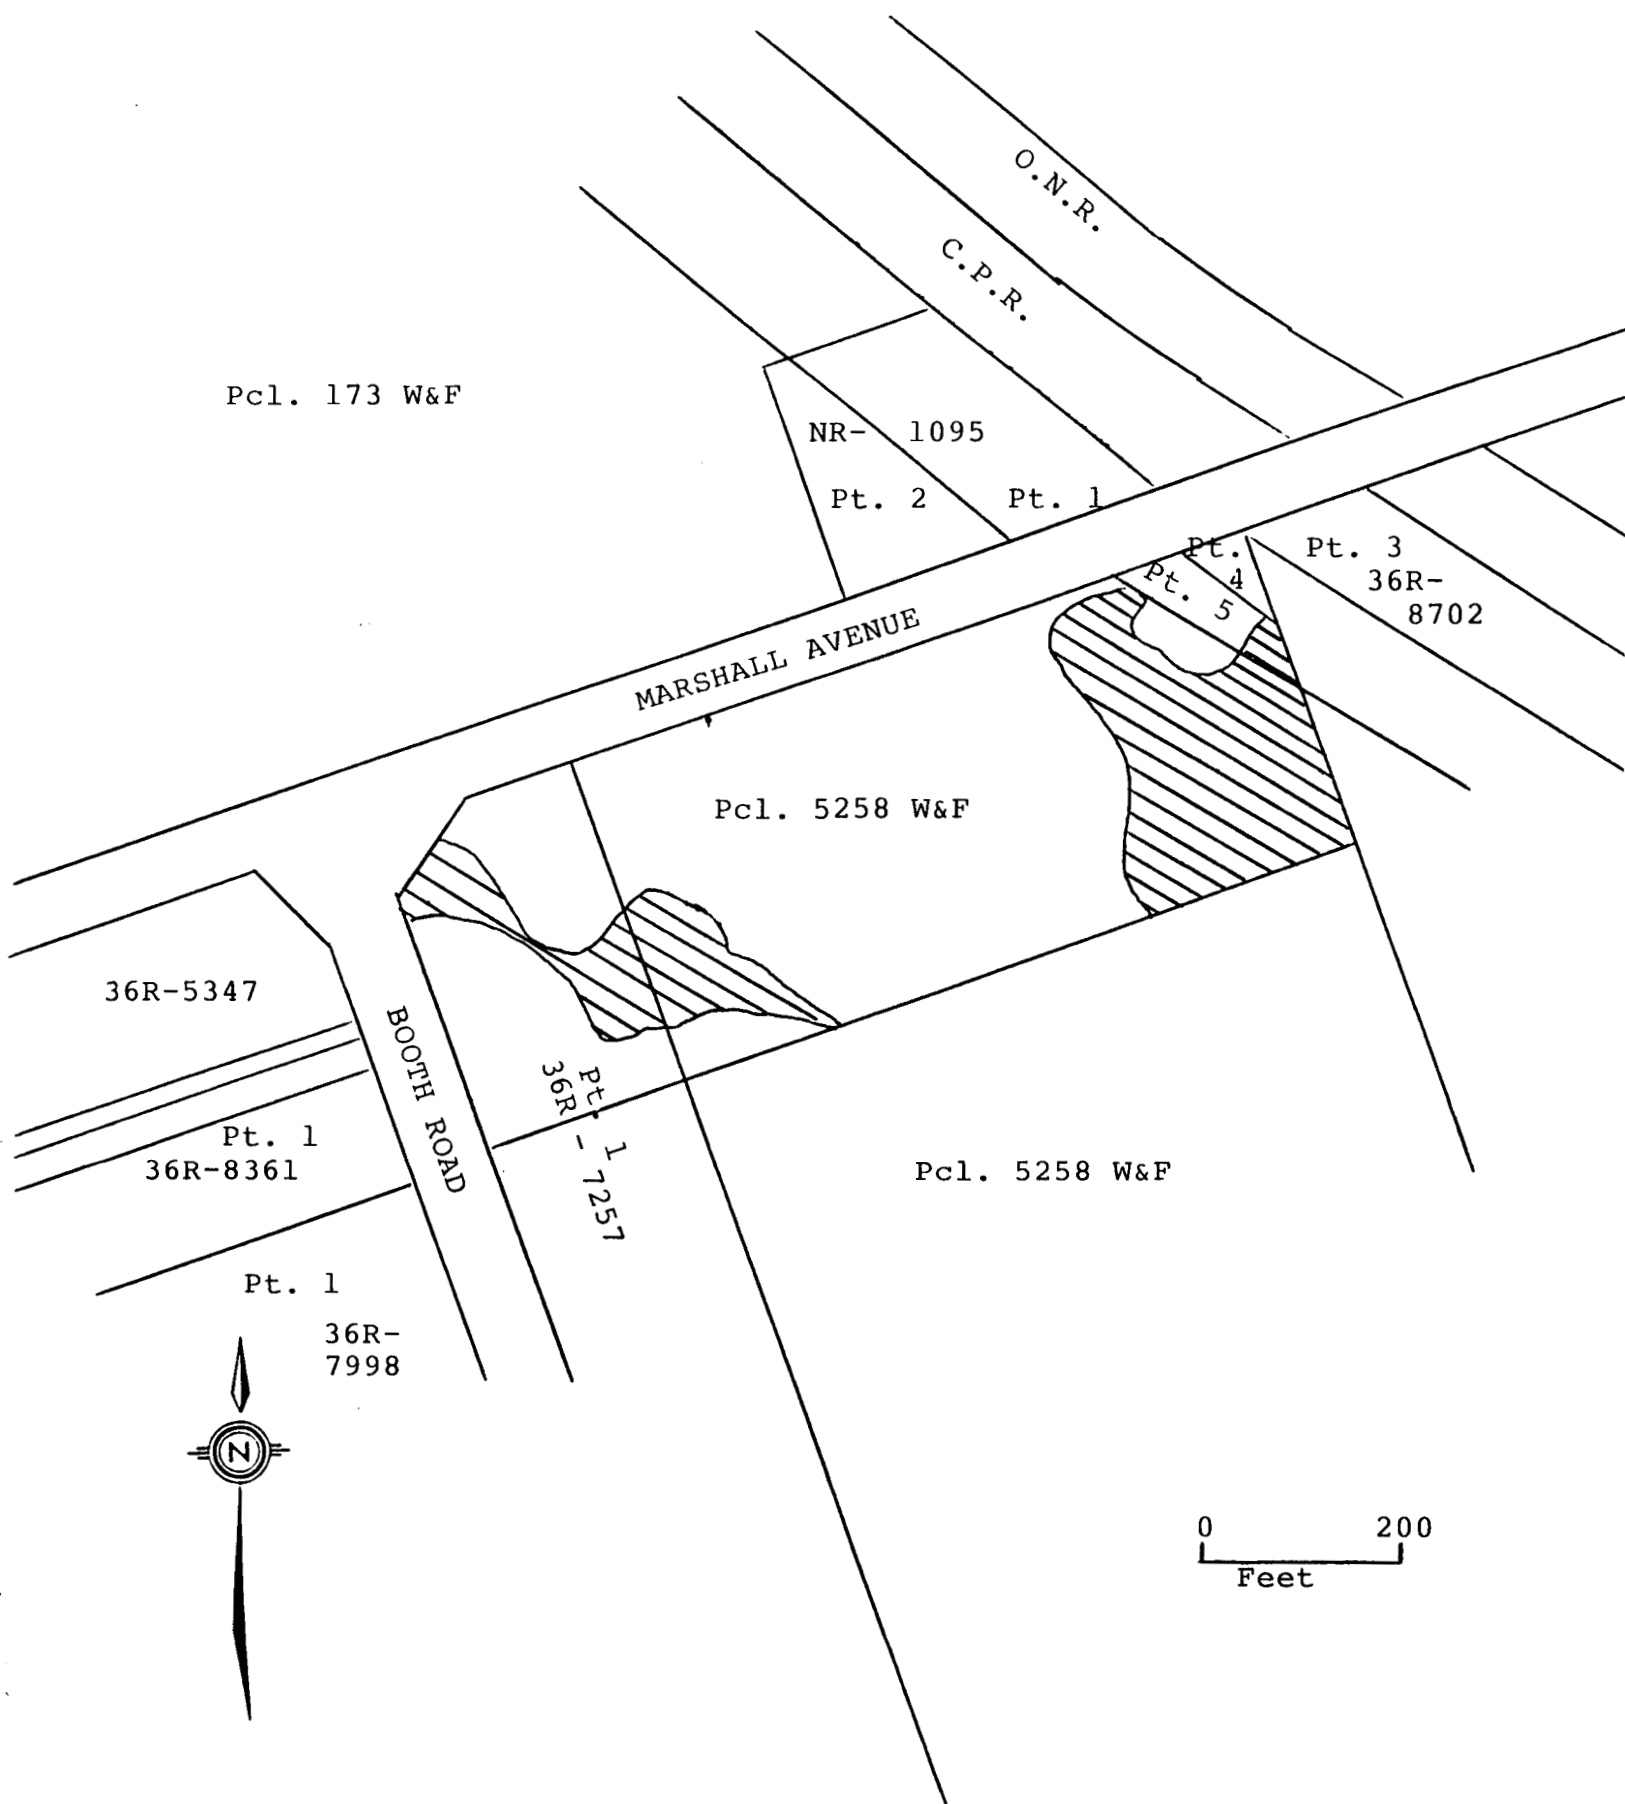 O.N.R.
C.P.R.
Pcl. 173 W&F
NR- 1095
Pt. 2 Pt. 1
Pt.
4
Pt. 5
Pt. 3
36R-
8702
MARSHALL AVENUE
Pcl. 5258 W&F
36R-5347
BOOTH ROAD
Pt. 1
36R - 7257
Pt. 1
36R-8361
Pcl. 5258 W&F
Pt. 1
36R-
7998
N
0 200
Feet